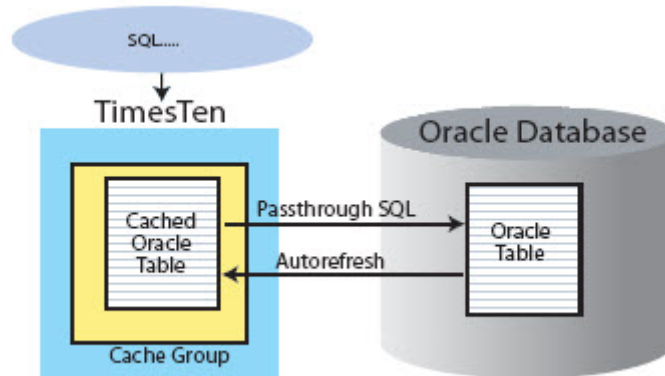 SQL.....
TimesTen
Oracle Database
Cached
Oracle
Table
Passthrough SQL
Autorefresh
Oracle
Table
Cache Group